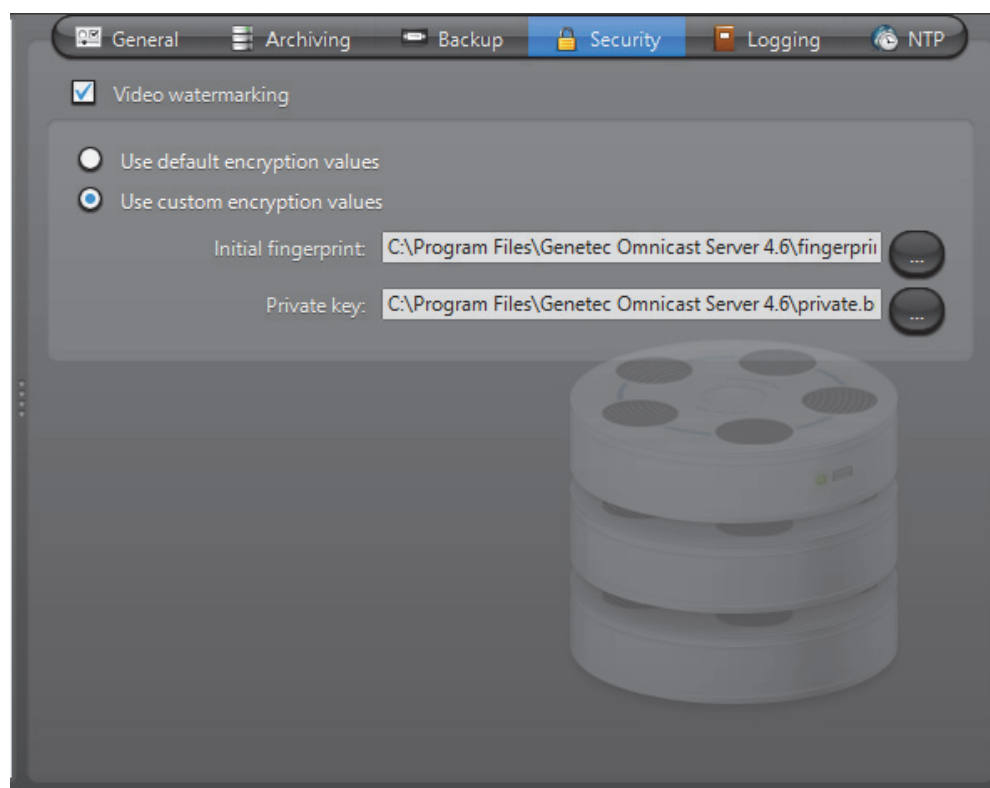 General Archiving Backup Security Logging NTP
Video watermarking
Use default encryption values
Use custom encryption values
Initial fingerprint: C:\Program Files\Genetec Omnicast Server 4.6\fingerprin ...
Private key: C:\Program Files\Genetec Omnicast Server 4.6\private.b ...